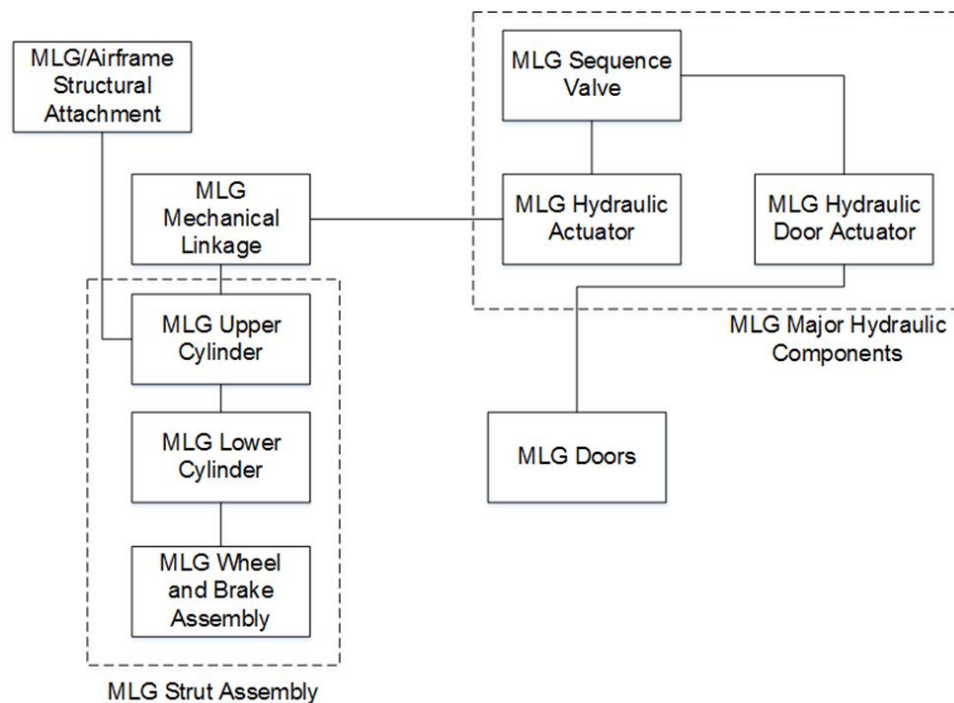 MLG/Airframe
Structural
Attachment
MLG Sequence
Valve
MLG
Mechanical
Linkage
MLG Hydraulic
Actuator
MLG Hydraulic
Door Actuator
MLG Upper
Cylinder
MLG Major Hydraulic
Components
MLG Lower
Cylinder
MLG Doors
MLG Wheel
and Brake
Assembly
MLG Strut Assembly